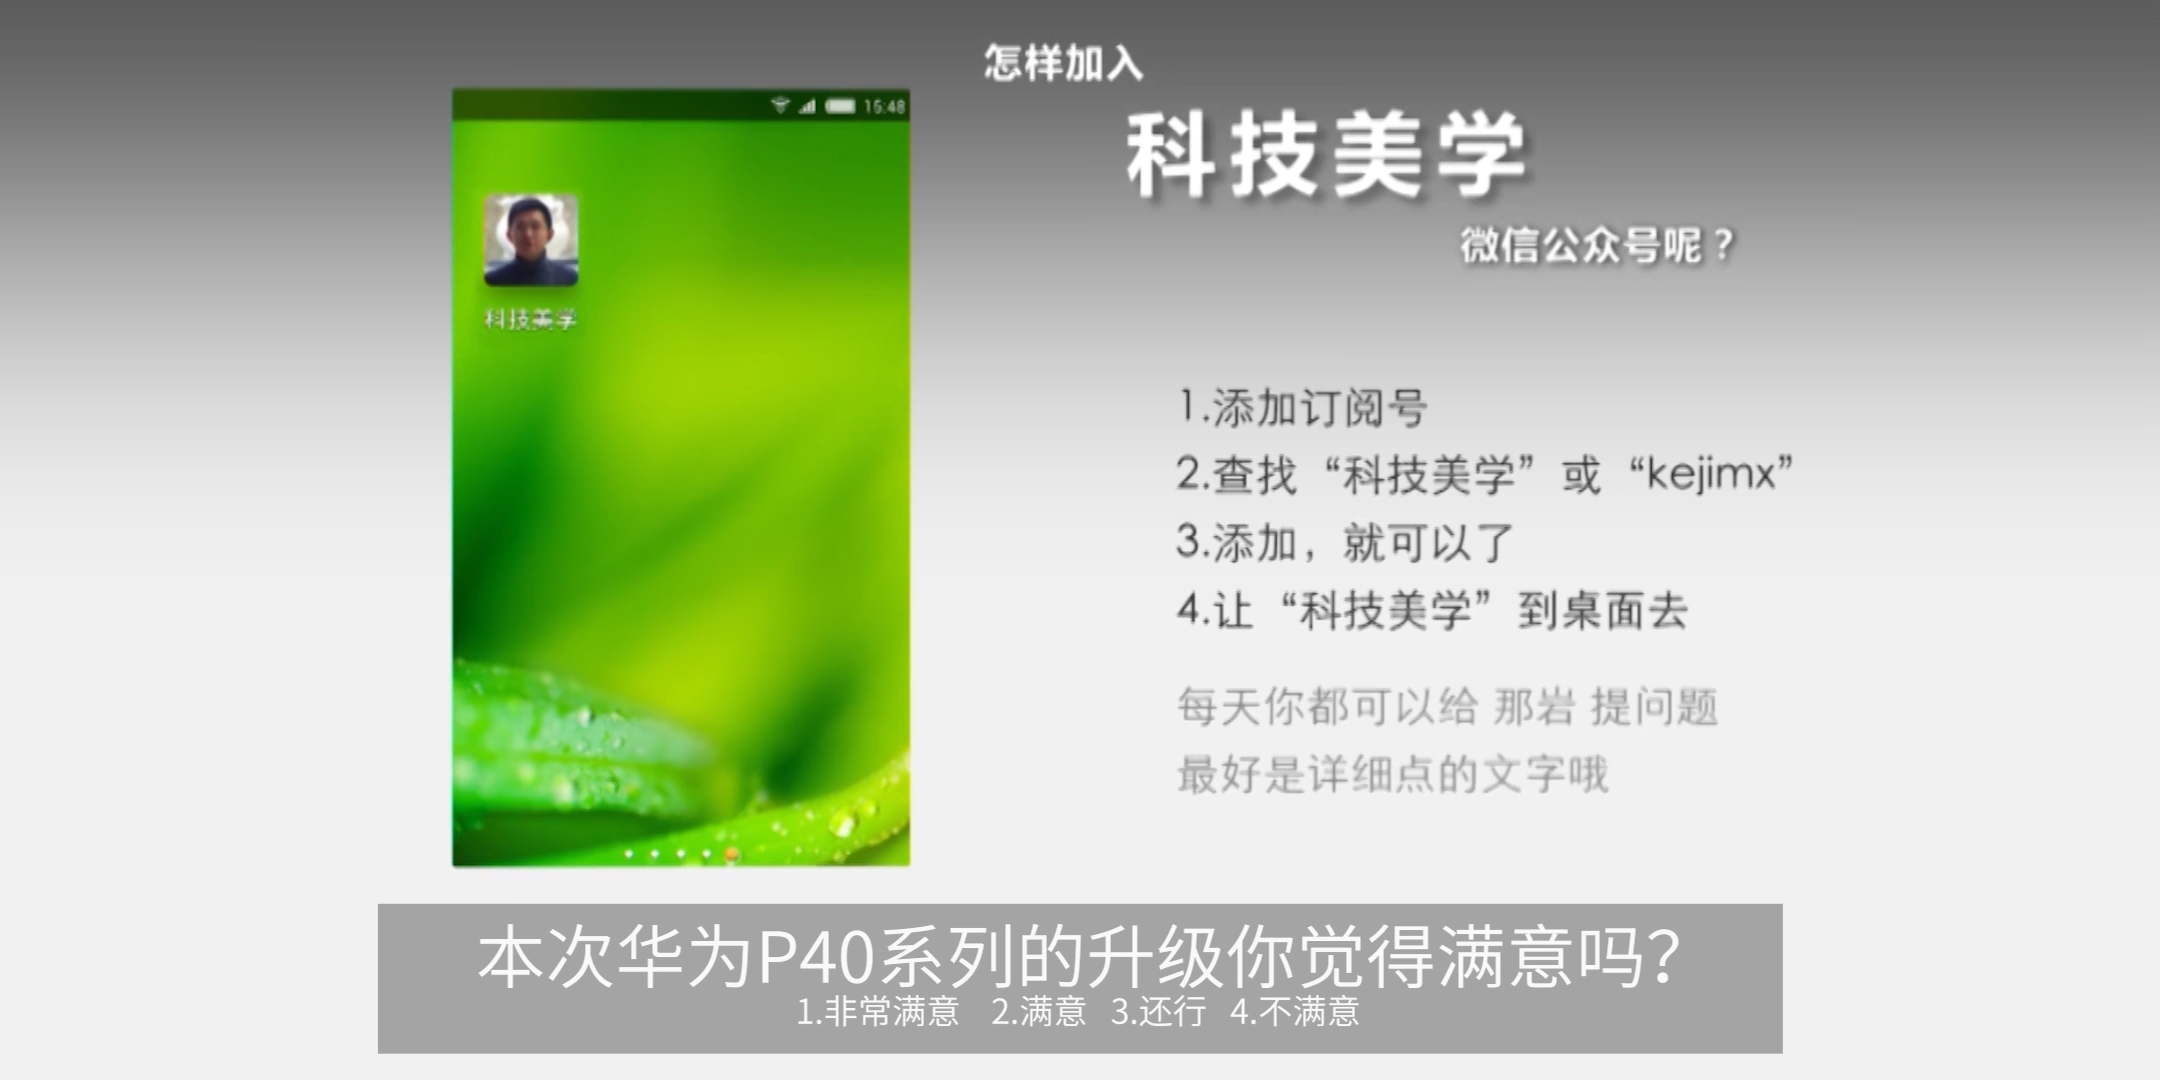 怎样加入
科技美学
微信公众号呢？
15:48
科技美学
1.添加订阅号
2.查找“科技美学”或“kejimx”
3.添加，就可以了
4.让“科技美学”到桌面去
每天你都可以给 那岩 提问题
最好是详细点的文字哦
本次华为P40系列的升级你觉得满意吗？
1.非常满意 2.满意 3.还行 4.不满意